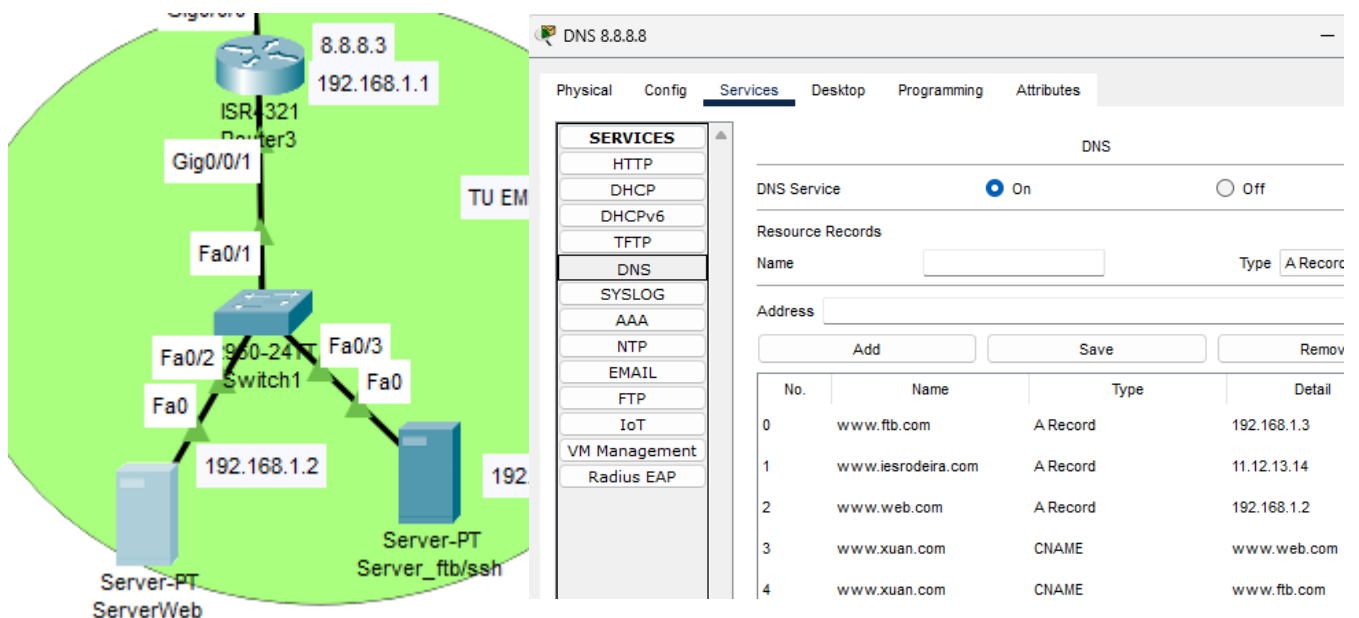 8.8.8.3
192.168.1.1
ISR4321
Router3
Gig0/0/1
TU EM
Fa0/1
Fa0/2
Fa0/3
Switch1
Fa0
Fa0
192.168.1.2
192.
Server-PT
Server_ftb/ssh
Server-PT
ServerWeb
DNS 8.8.8.8
Physical Config Services Desktop Programming Attributes
SERVICES
HTTP
DHCP
DHCPv6
TFTP
DNS
SYSLOG
AAA
NTP
EMAIL
FTP
IoT
VM Management
Radius EAP
DNS
DNS Service On Off
Resource Records
Name Type A Record
Address
Add Save Remov
No. Name Type Detail
0 www.ftb.com A Record 192.168.1.3
1 www.iesrodeira.com A Record 11.12.13.14
2 www.web.com A Record 192.168.1.2
3 www.xuan.com CNAME www.web.com
4 www.xuan.com CNAME www.ftb.com